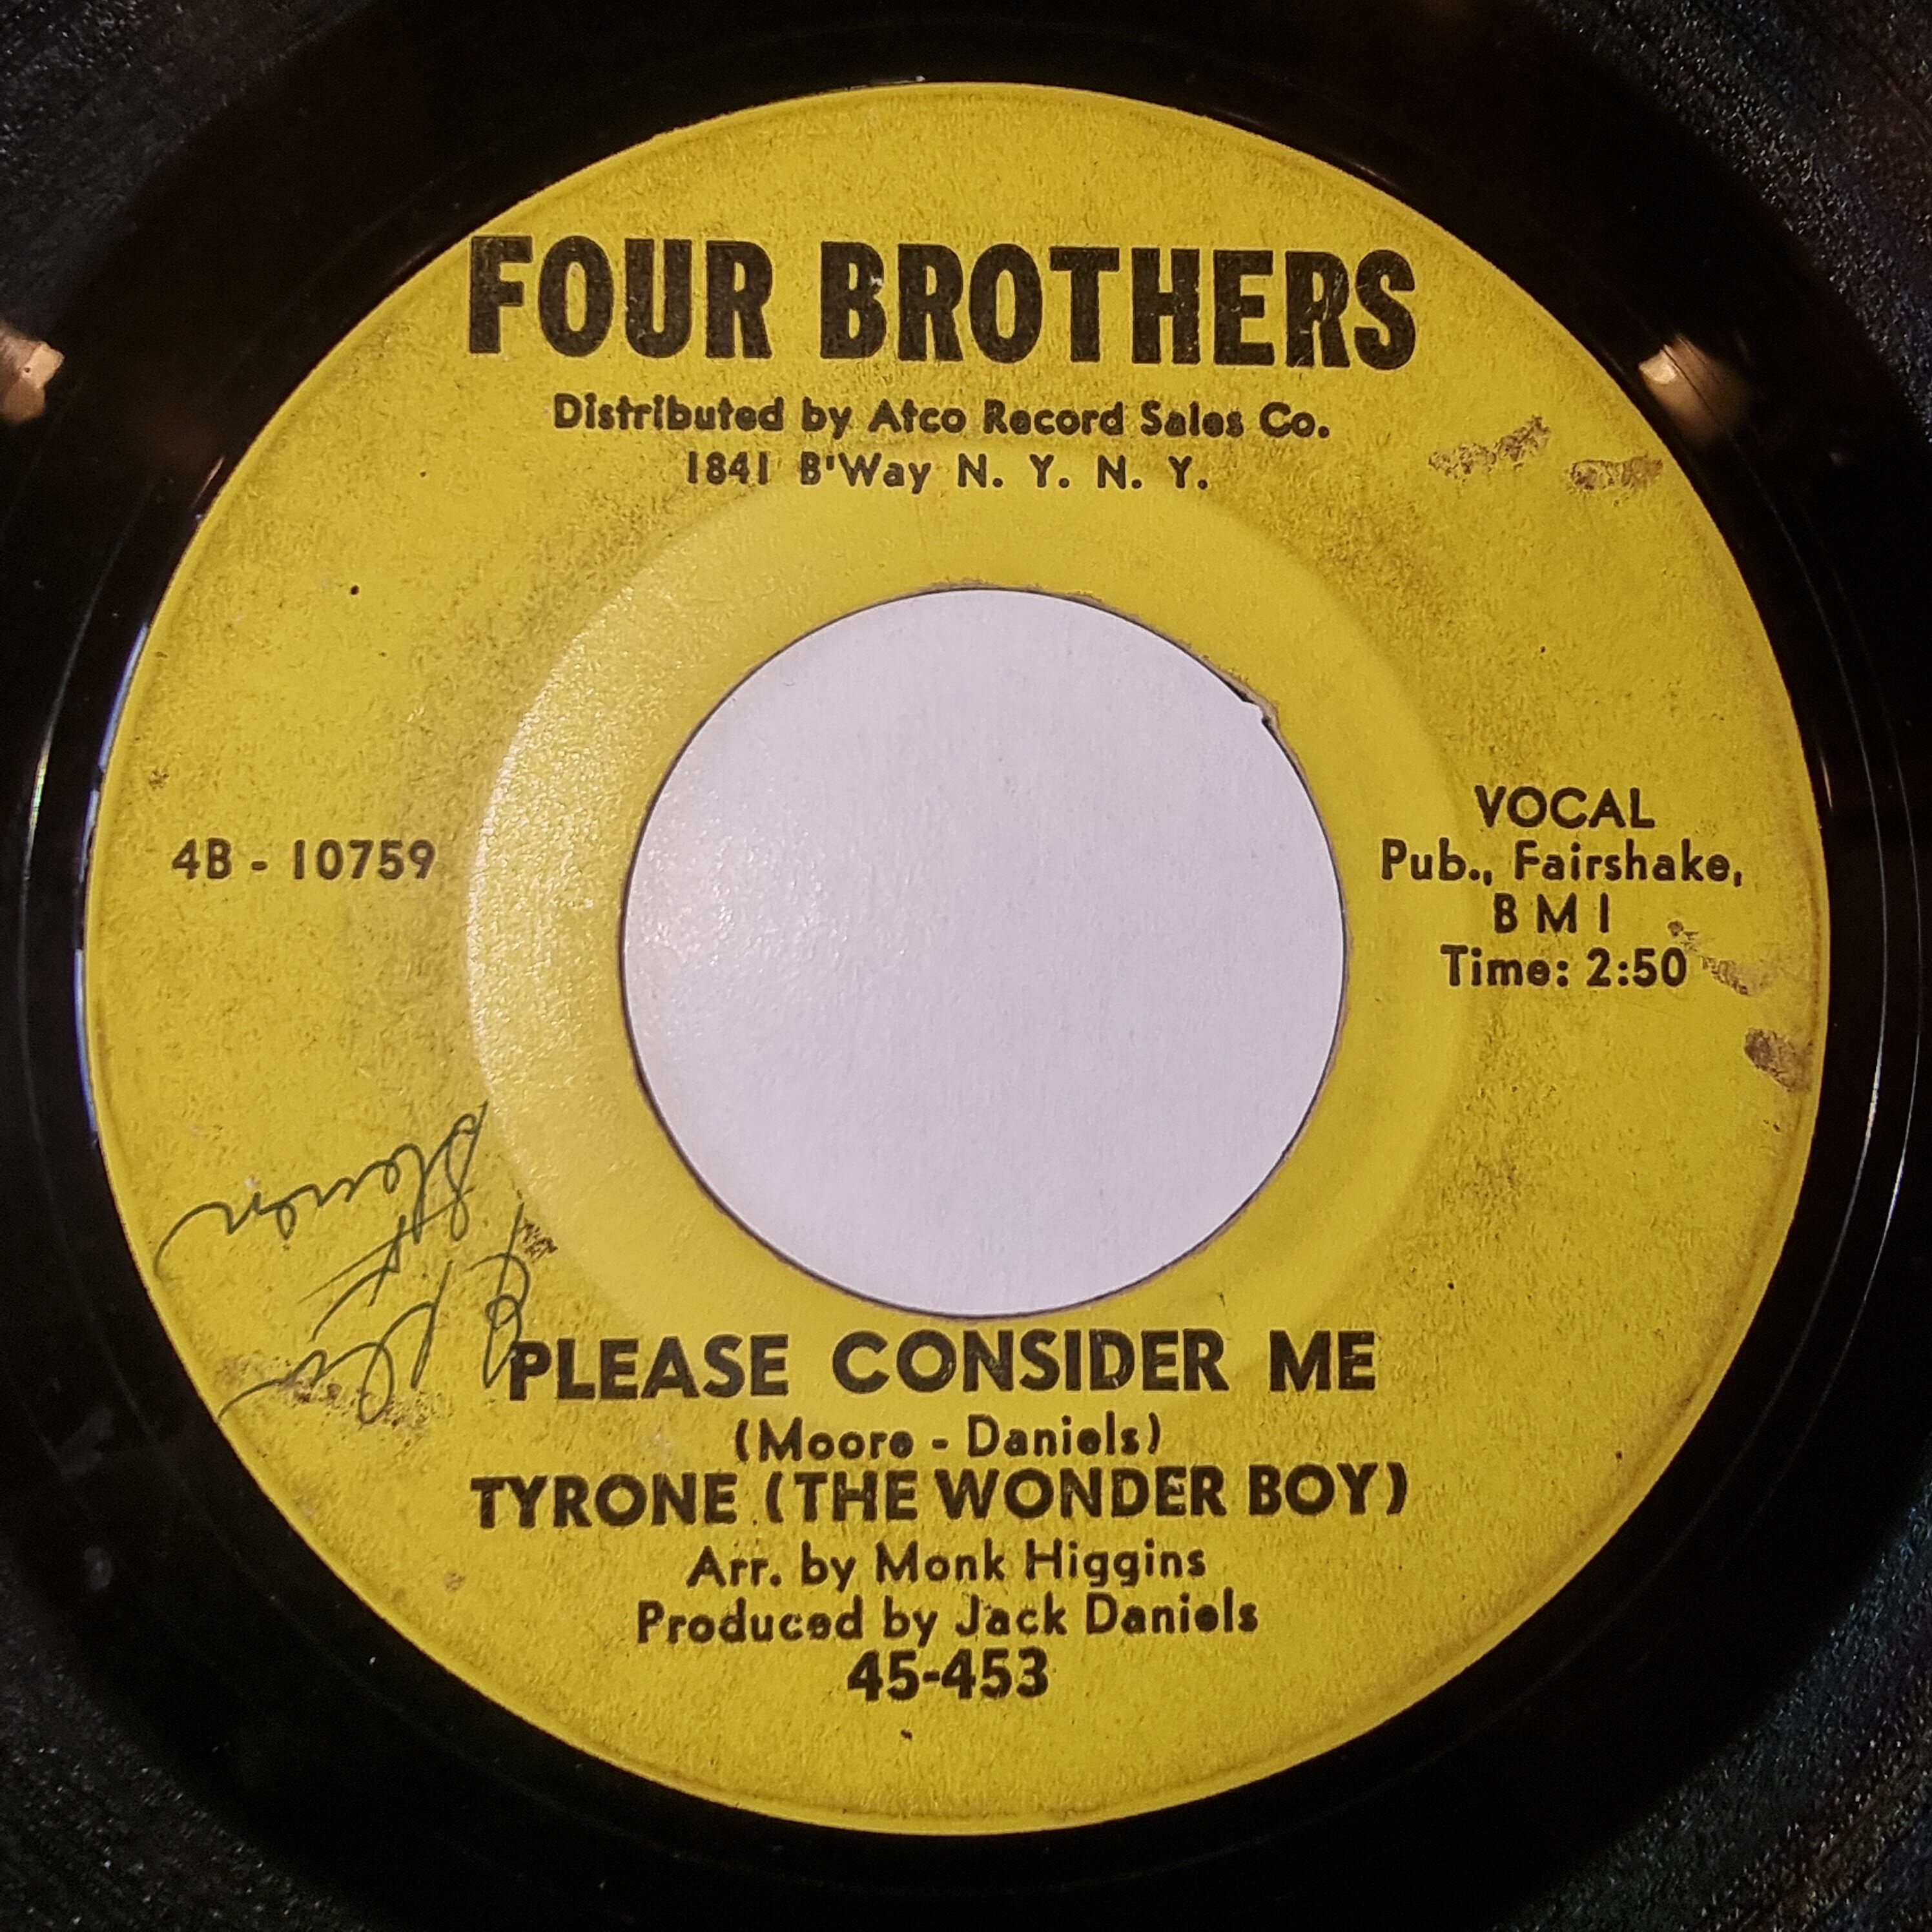 FOUR BROTHERS
Distributed by Atco Record Sales Co.
1841 B'Way N. Y. N. Y.
4B - 10759
VOCAL
Pub., Fairshake,
B M I
Time: 2:50
PLEASE CONSIDER ME
(Moore - Daniels)
TYRONE (THE WONDER BOY)
Arr. by Monk Higgins
Produced by Jack Daniels
45-453